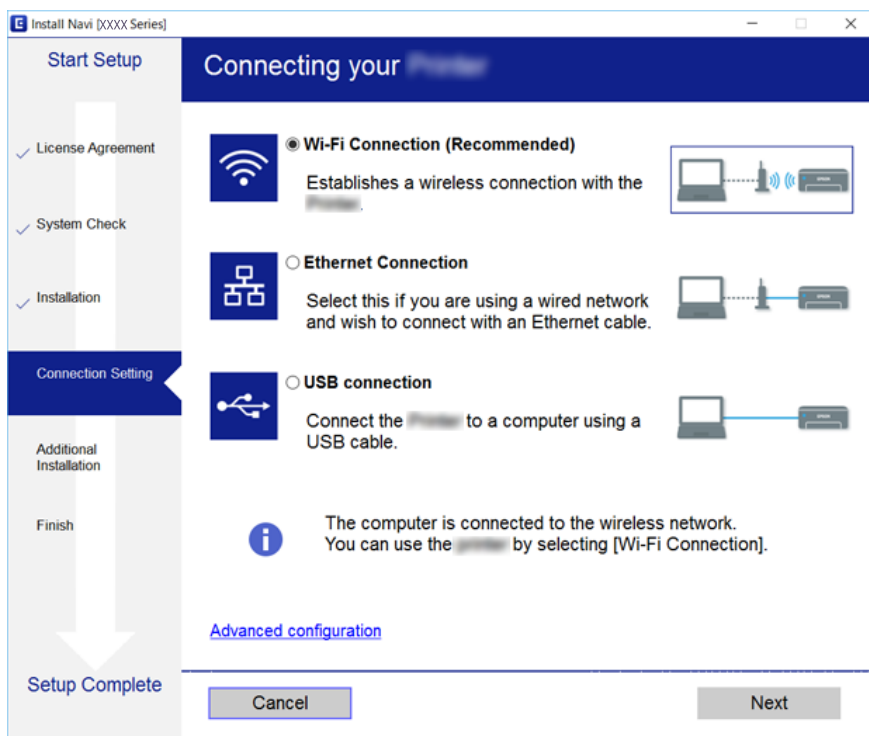 Install Navi [XXXX Series]
Start Setup
License Agreement
System Check
Installation
Connection Setting
Additional
Installation
Finish
Setup Complete
Connecting your
Wi-Fi Connection (Recommended)
Establishes a wireless connection with the
.
Ethernet Connection
Select this if you are using a wired network
and wish to connect with an Ethernet cable.
USB connection
Connect the to a computer using a
USB cable.
The computer is connected to the wireless network.
You can use the by selecting [Wi-Fi Connection].
Advanced configuration
Cancel
Next